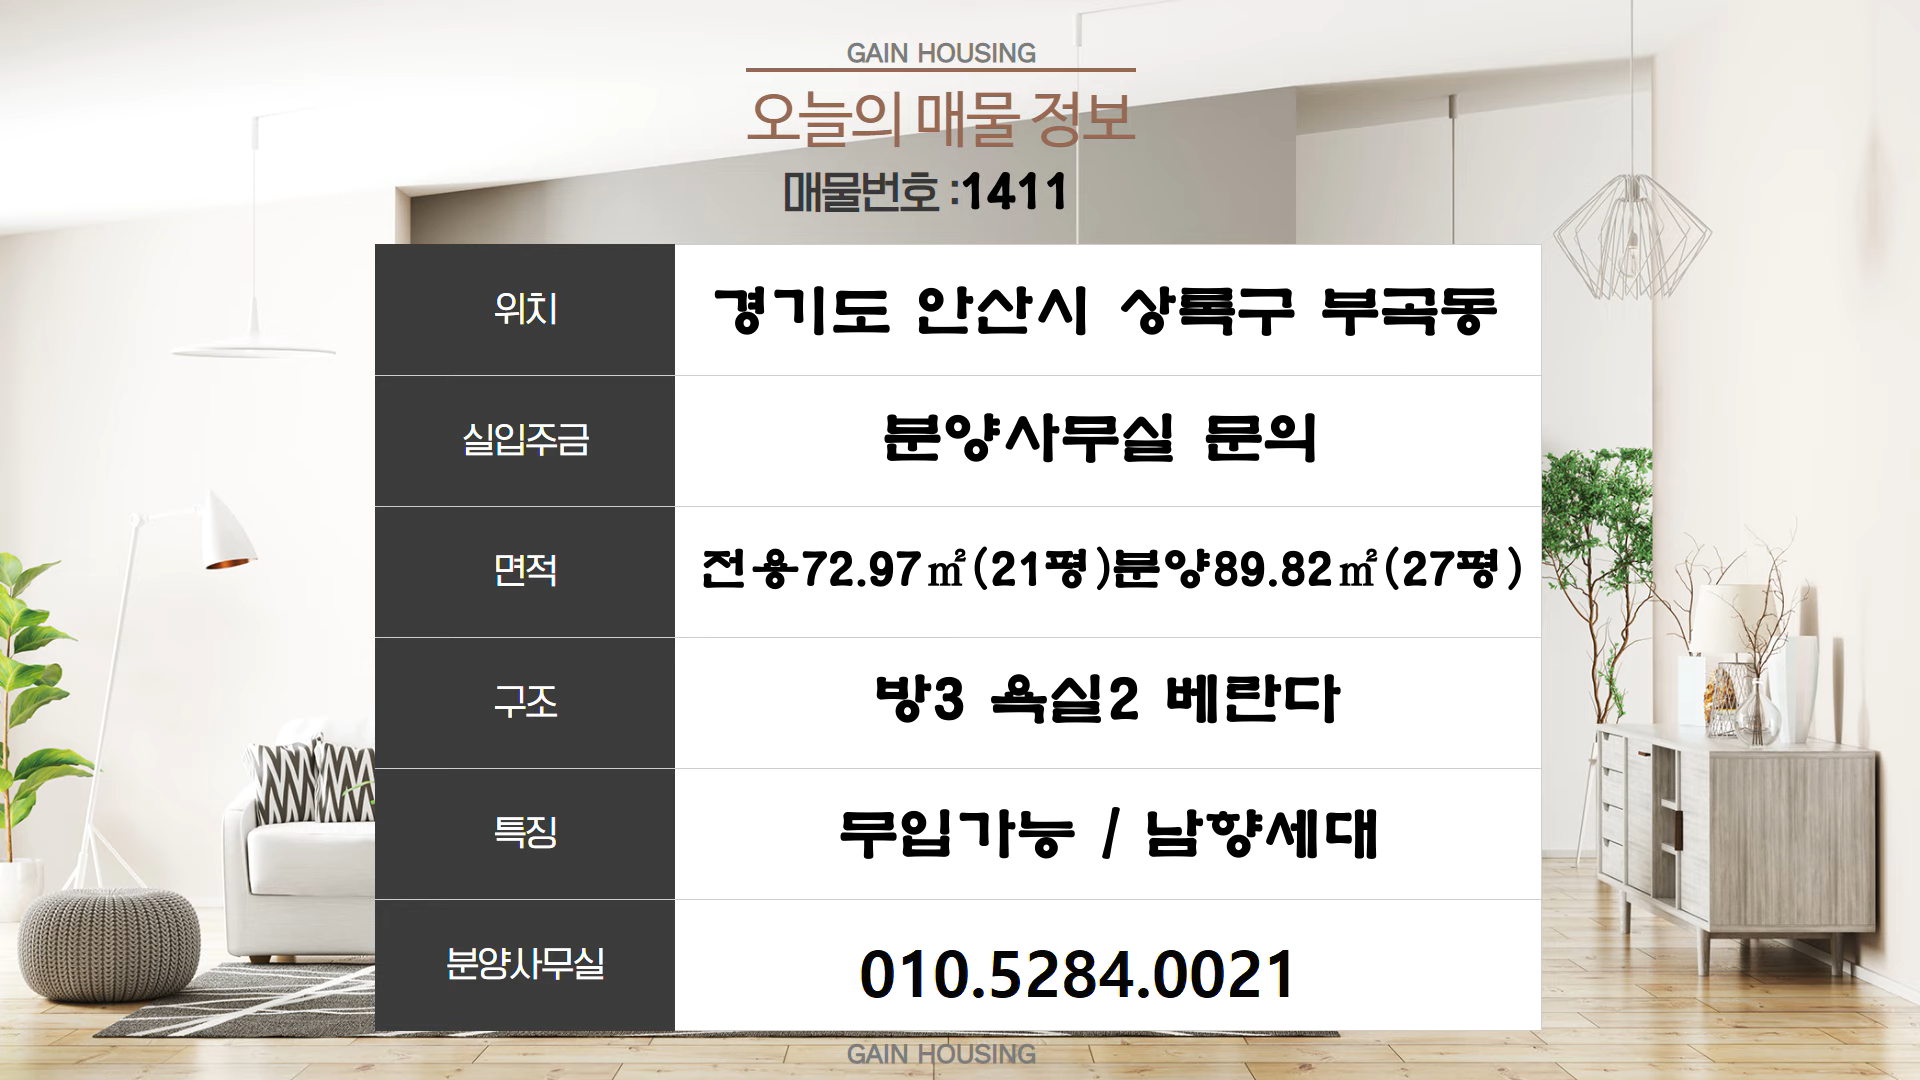 GAIN HOUSING
오늘의 매물 정보
매물번호 :1411
위치
경기도 안산시 상록구 부곡동
실입주금
분양사무실 문의
면적
전용72.97㎡(21평)분양89.82㎡(27평)
구조
방3 욕실2 베란다
특징
무입가능 / 남향세대
분양사무실
010.5284.0021
GAIN HOUSING